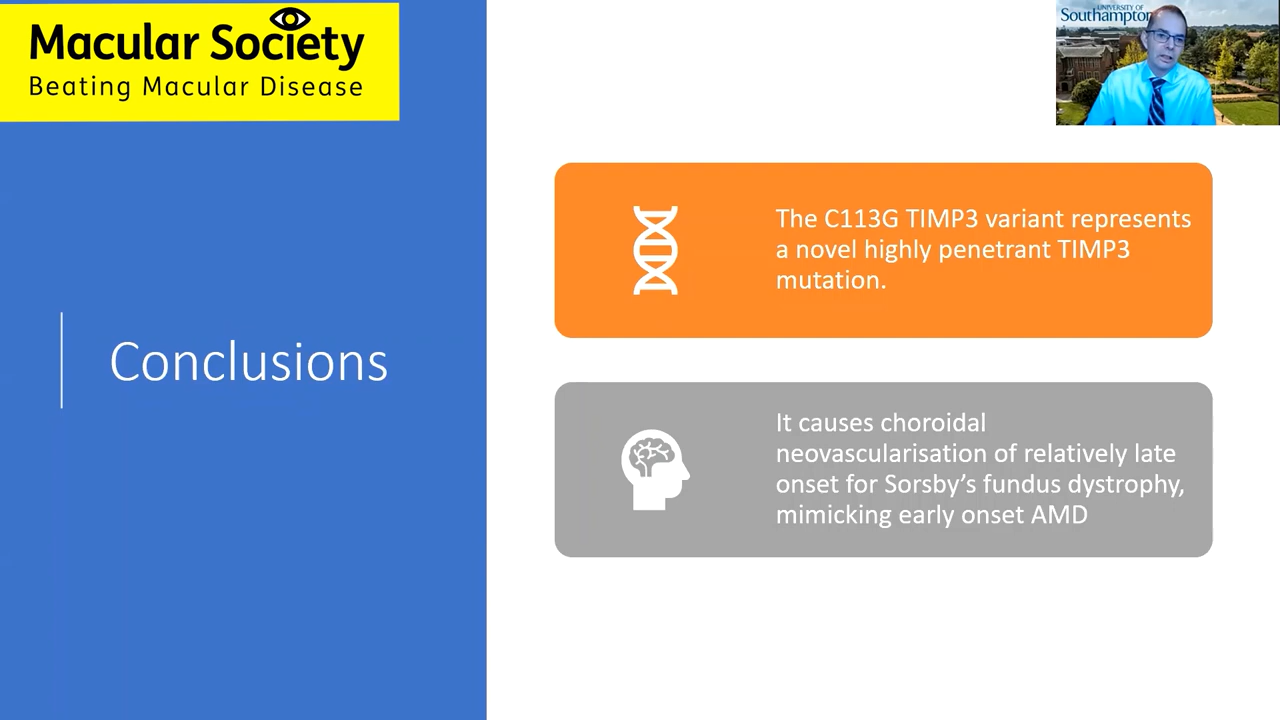 Macular Society
Beating Macular Disease
UNIVERSITY OF
Southampton
The C113G TIMP3 variant represents
a novel highly penetrant TIMP3
mutation.
Conclusions
It causes choroidal
neovascularisation of relatively late
onset for Sorsby's fundus dystrophy,
mimicking early onset AMD